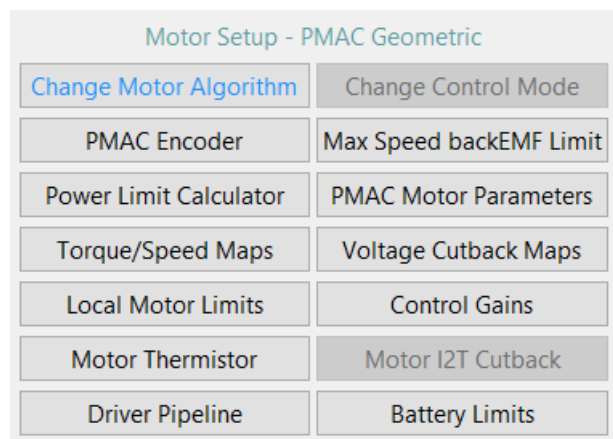 Motor Setup - PMAC Geometric
Change Motor Algorithm Change Control Mode
PMAC Encoder Max Speed backEMF Limit
Power Limit Calculator PMAC Motor Parameters
Torque/Speed Maps Voltage Cutback Maps
Local Motor Limits Control Gains
Motor Thermistor Motor I2T Cutback
Driver Pipeline Battery Limits